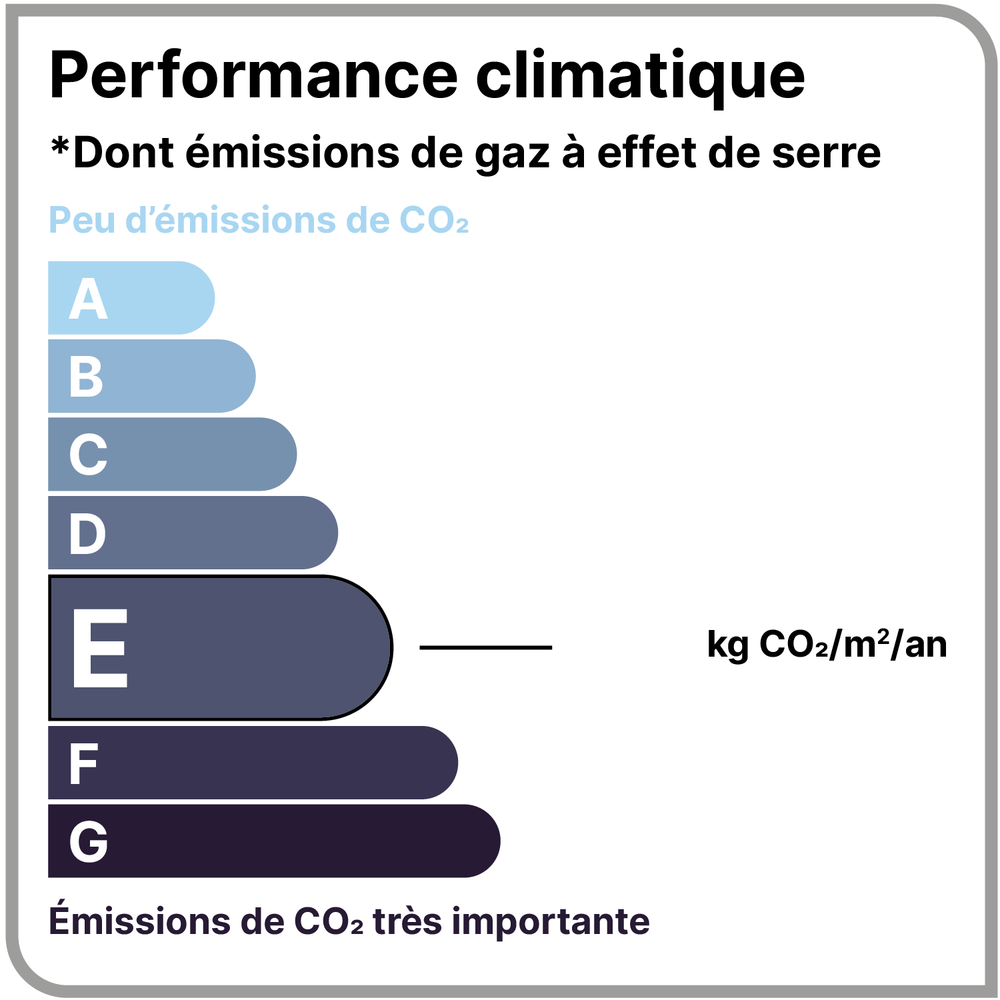 Performance climatique
*Dont émissions de gaz à effet de serre
Peu d’émissions de CO₂
A
B
C
D
E
kg CO₂/m²/an
F
G
Émissions de CO₂ très importante